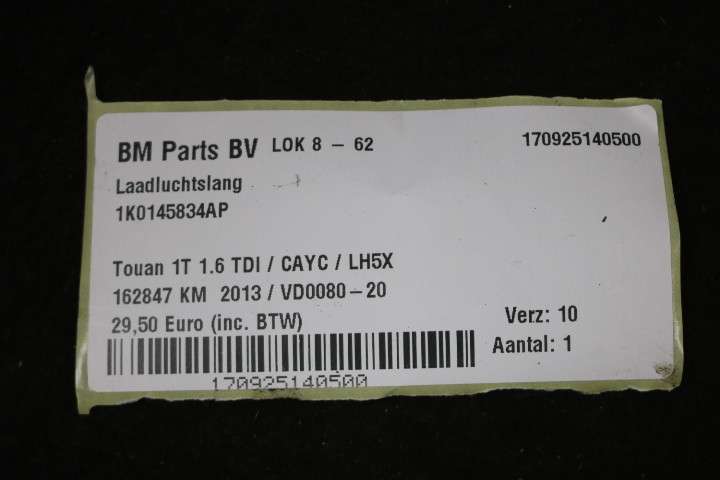 BM Parts BV LOK 8 - 62 170925140500
Laadluchtslang
1K0145834AP
Touan 1T 1.6 TDI / CAYC / LH5X
162847 KM 2013 / VD0080-20
29,50 Euro (inc. BTW) Verz: 10
Aantal: 1
170925140500